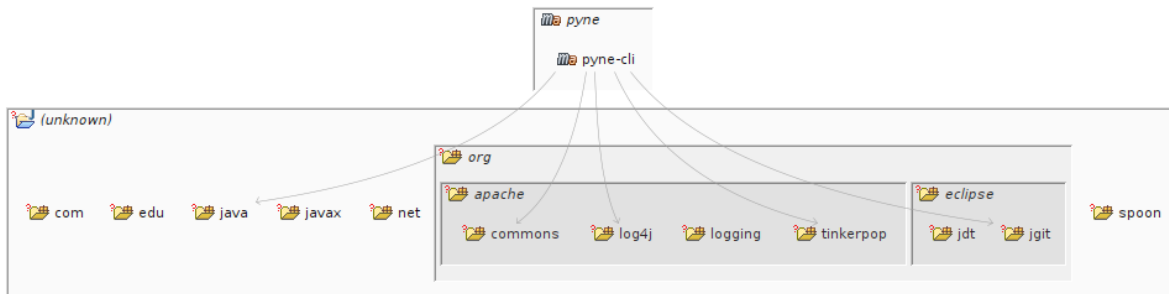 pyne
pyne-cli
(unknown)
org
apache
eclipse
com
edu
java
javax
net
commons
log4j
logging
tinkerpop
jdt
jgit
spoon